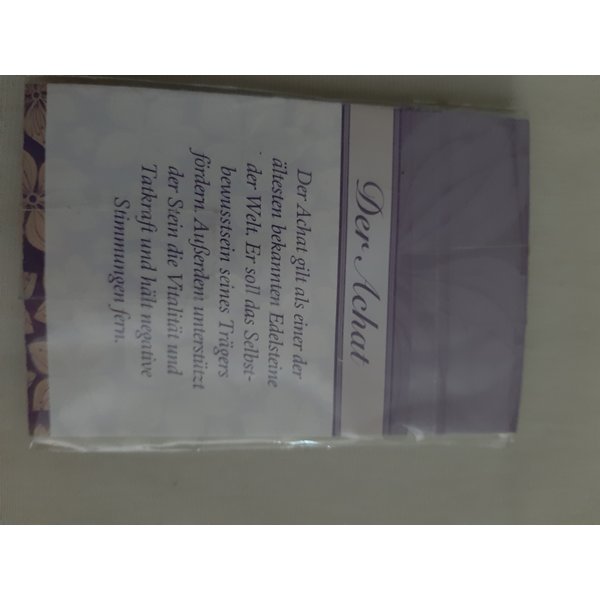 Der Achat
Der Achat gilt als einer der
ältesten bekannten Edelsteine
der Welt. Er soll das Selbst-
bewusstsein seines Trägers
fördern. Außerdem unterstützt
der Stein die Vitalität und
Tatkraft und hält negative
Stimmungen fern.